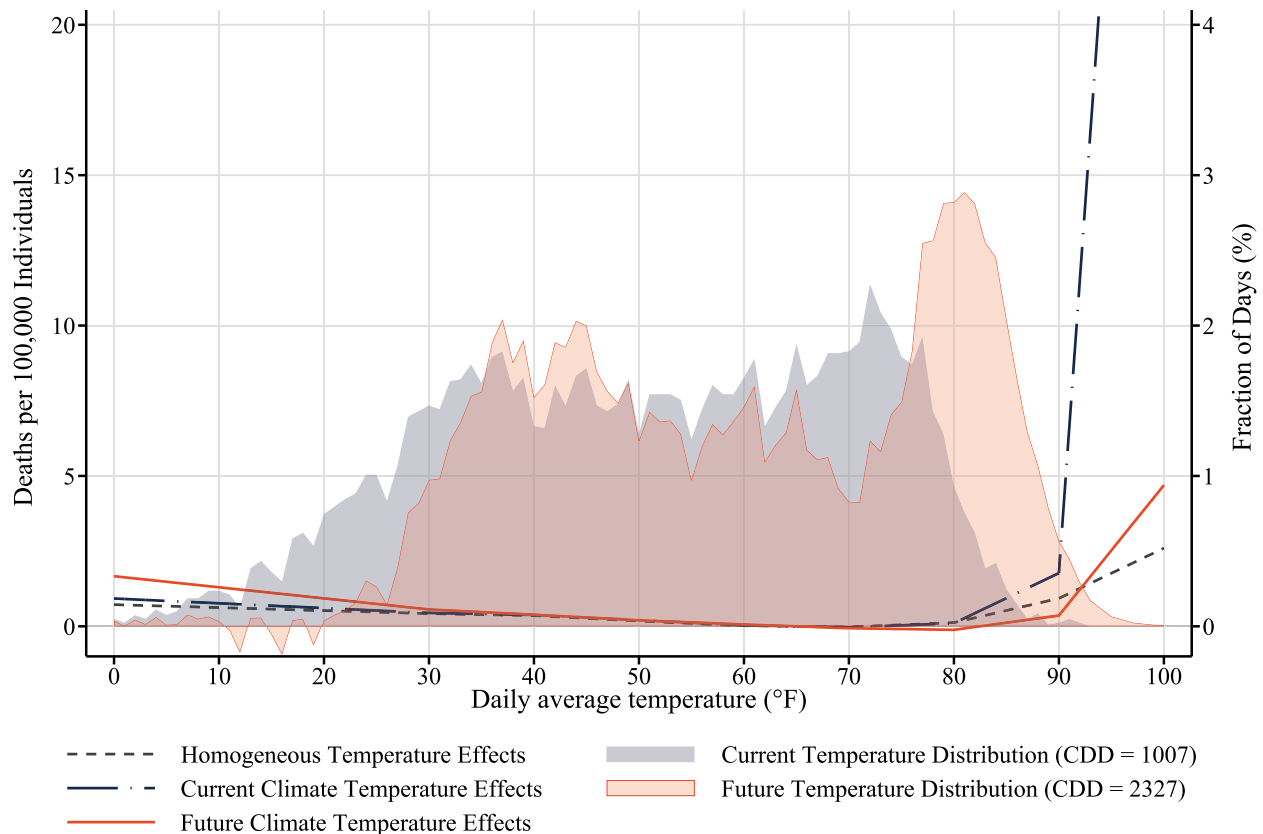 20
15
10
5
0
Deaths per 100,000 Individuals
4
3
2
1
0
Fraction of Days (%)
0 10 20 30 40 50 60 70 80 90 100
Daily average temperature (°F)
Homogeneous Temperature Effects
Current Climate Temperature Effects
Future Climate Temperature Effects
Current Temperature Distribution (CDD = 1007)
Future Temperature Distribution (CDD = 2327)